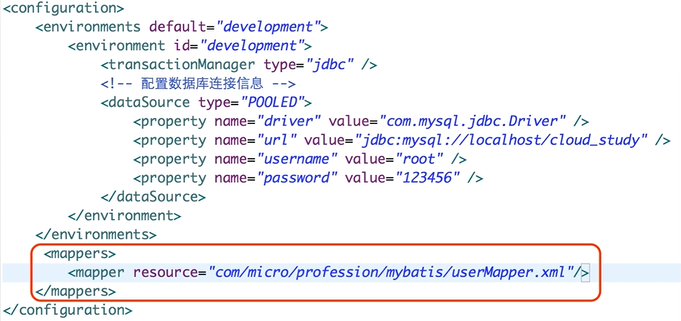 <configuration>
<environments default="development">
<environment id="development">
<transactionManager type="jdbc" />
<!-- 配置数据库连接信息 -->
<dataSource type="POOLED">
<property name="driver" value="com.mysql.jdbc.Driver" />
<property name="url" value="jdbc:mysql://localhost/cloud_study" />
<property name="username" value="root" />
<property name="password" value="123456" />
</dataSource>
</environment>
</environments>
<mappers>
<mapper resource="com/micro/profession/mybatis/userMapper.xml"/>
</mappers>
</configuration>